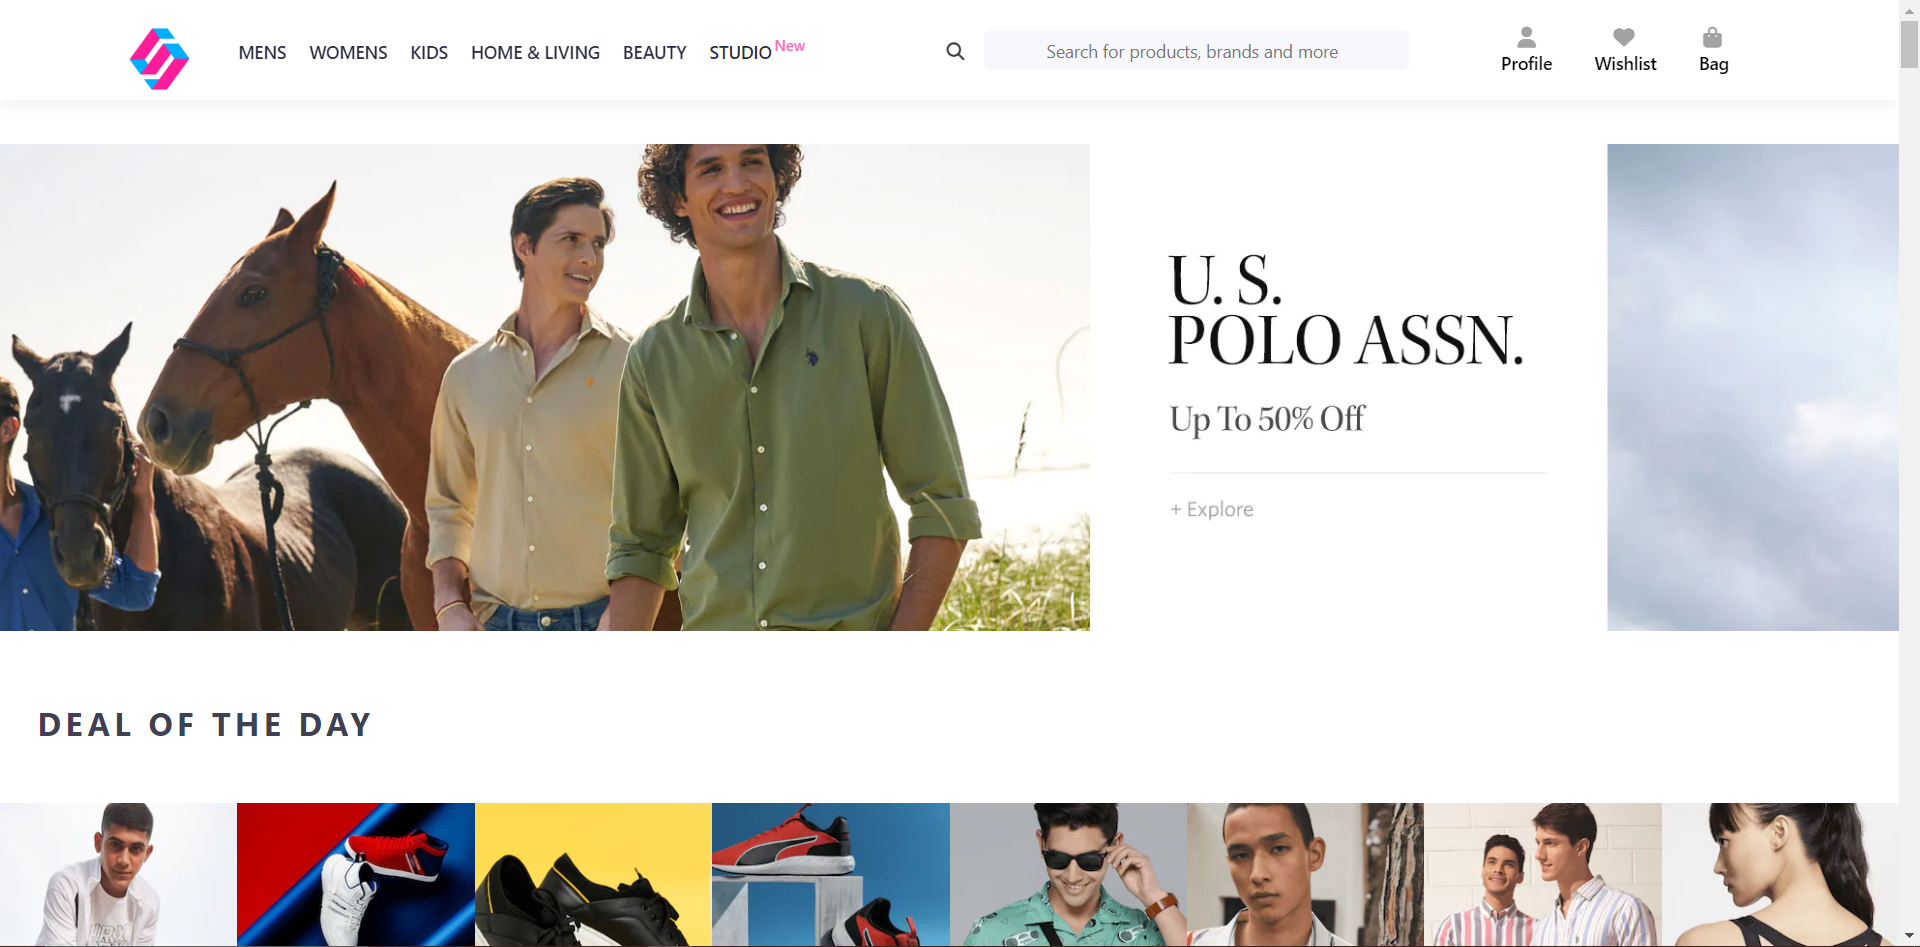 MENS WOMENS KIDS HOME & LIVING BEAUTY STUDIO New Search for products, brands and more Profile Wishlist Bag
U. S.
POLO ASSN.
Up To 50% Off
+ Explore
DEAL OF THE DAY